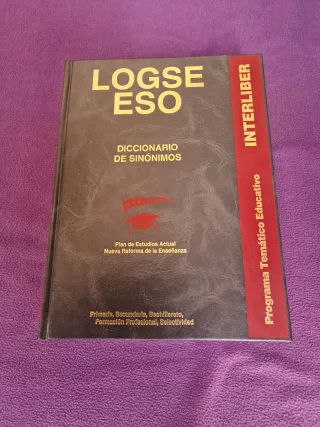 LOGSE
ESO
DICCIONARIO
DE SINÓNIMOS
Plan de Estudios Actual
Nueva Reforma de la Enseñanza
Primaria, Secundaria, Bachillerato,
Formación Profesional, Selectividad
Programa Temático Educativo
INTERLIBER